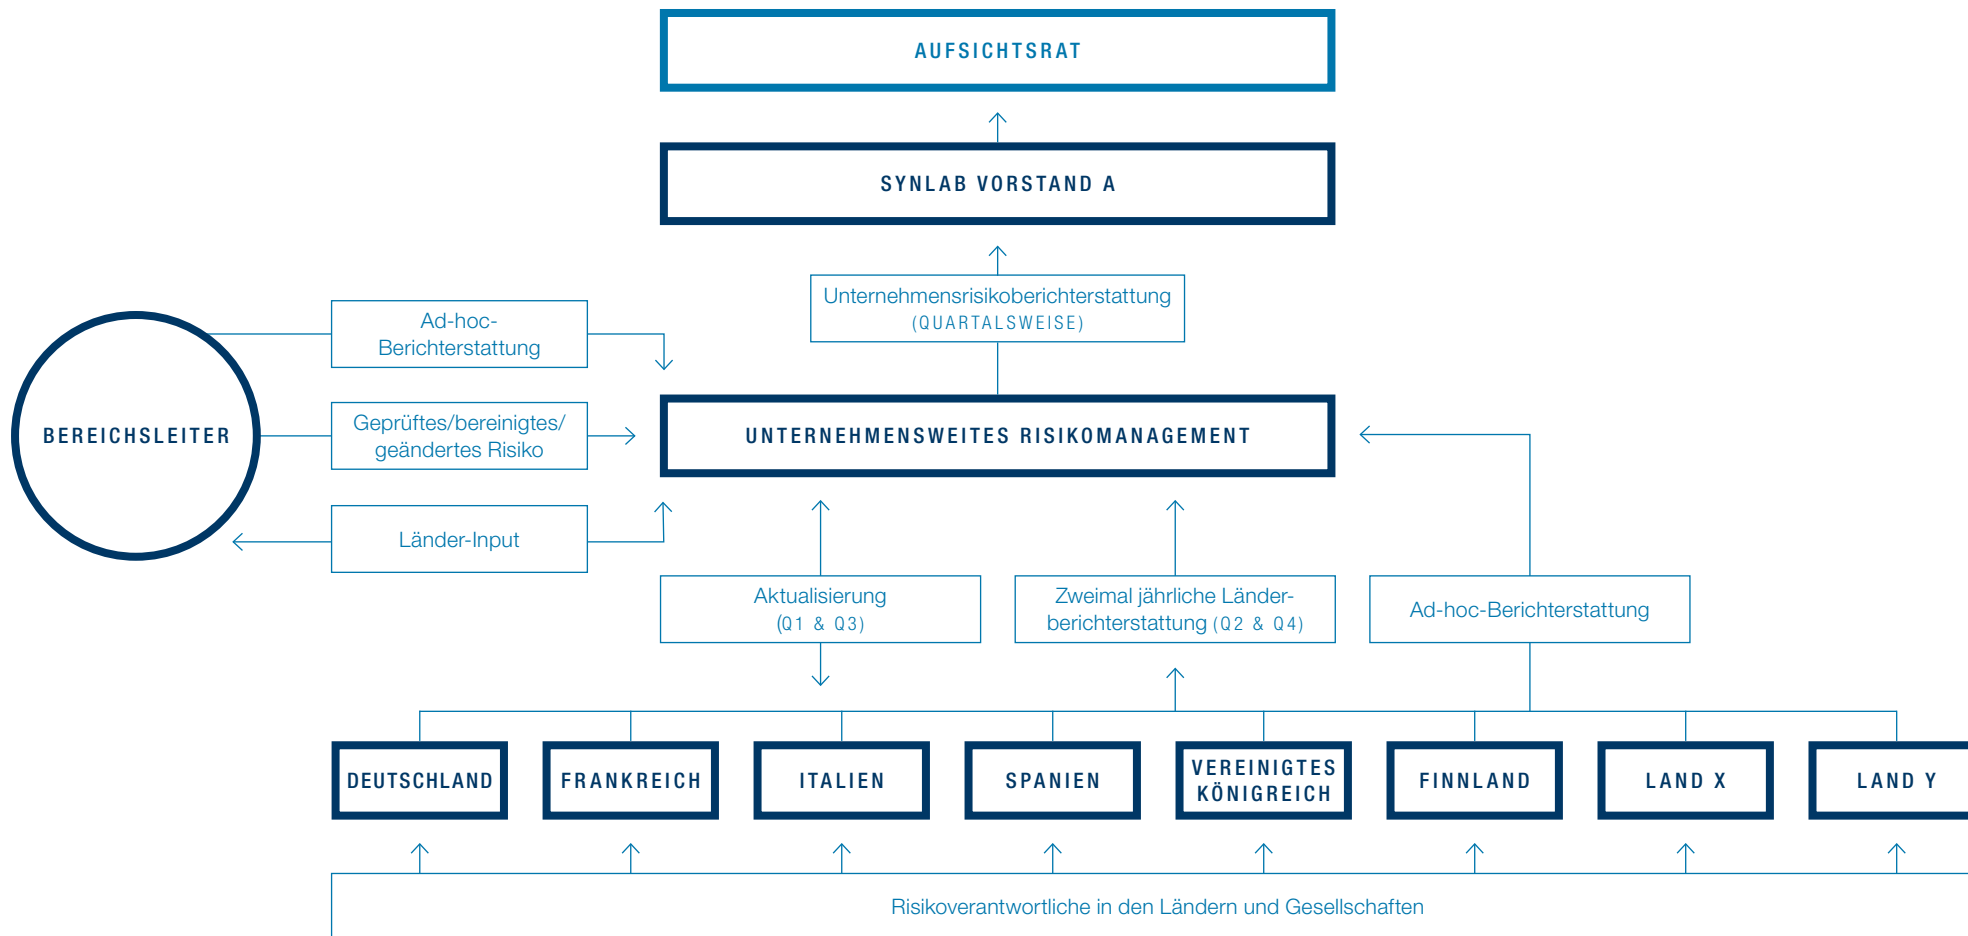 AUFSICHTSRAT
SYNLAB VORSTAND A
Unternehmensrisikoberichterstattung
(QUARTALSWEISE)
Ad-hoc-
Berichterstattung
BEREICHSLEITER
Geprüftes/bereinigtes/
geändertes Risiko
UNTERNEHMENSWEITES RISIKOMANAGEMENT
Länder-Input
Aktualisierung
(Q1 & Q3)
Zweimal jährliche Länder-
berichterstattung (Q2 & Q4)
Ad-hoc-Berichterstattung
DEUTSCHLAND
FRANKREICH
ITALIEN
SPANIEN
VEREINIGTES
KÖNIGREICH
FINNLAND
LAND X
LAND Y
Risikoverantwortliche in den Ländern und Gesellschaften